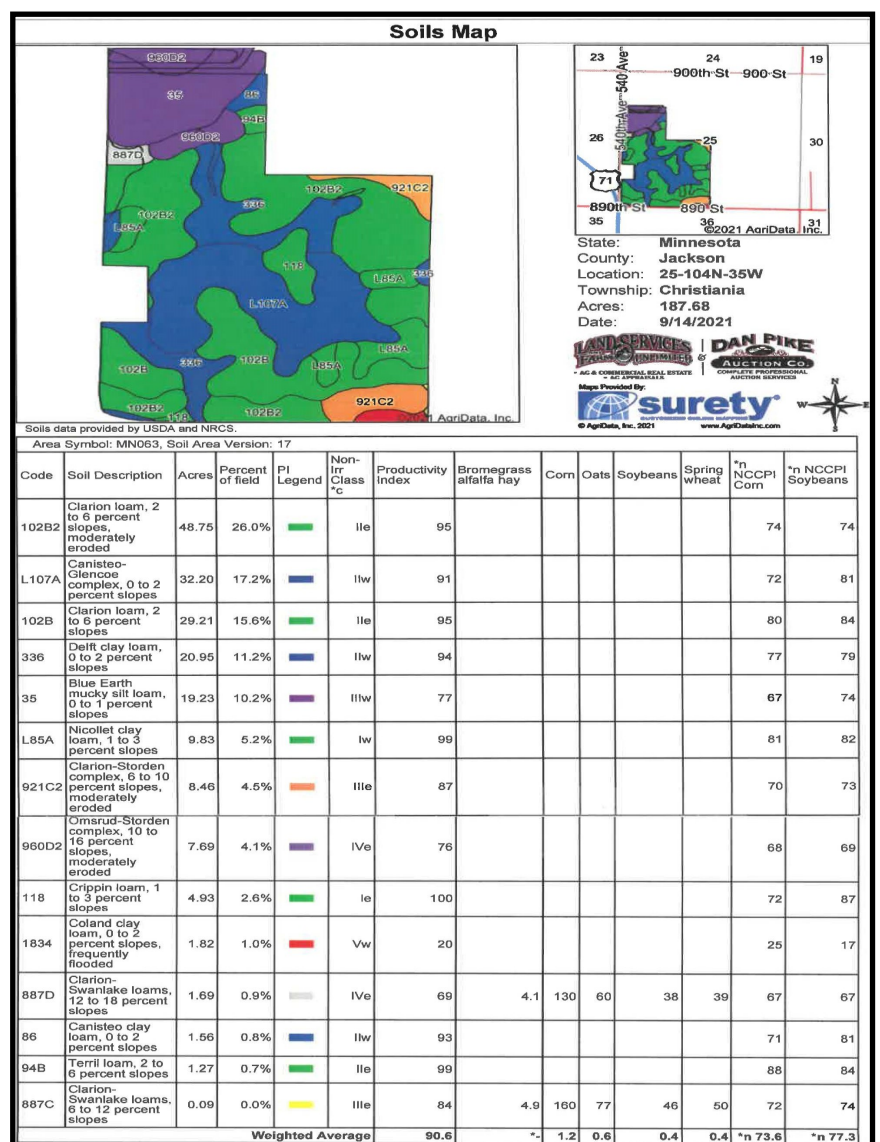 Soils Map
960D2
35
86
94B
960D2
887D
102B2
921C2
336
102B2
L85A
118
L85A
336
L107A
L85A
336
102B
L85A
102B
921C2
102B2
118
102B2
©2021 AgriData, Inc.
Soils data provided by USDA and NRCS.
23
24
19
540th Ave 540 Ave
900th St 900 St
26
25
30
71
890th St
890 St
35
36
31
©2021 AgriData, Inc.
State: Minnesota
County: Jackson
Location: 25-104N-35W
Township: Christiania
Acres: 187.68
Date: 9/14/2021
LAND SERVICES
UNLIMITED
• AG & COMMERCIAL REAL ESTATE
• AG APPRAISALS
&
DAN PIKE
AUCTION CO.
COMPLETE PROFESSIONAL
AUCTION SERVICES
Maps Provided By:
surety®
CUSTOMIZED ONLINE MAPPING
© AgriData, Inc. 2021 www.AgriDataInc.com
N
W E
S
Area Symbol: MN063, Soil Area Version: 17
Code Soil Description Acres Percent of field PI Legend Non-Irr Class *c Productivity Index Bromegrass alfalfa hay Corn Oats Soybeans Spring wheat *n NCCPI Corn *n NCCPI Soybeans
102B2 Clarion loam, 2 to 6 percent slopes, moderately eroded 48.75 26.0% IIe 95 74 74
L107A Canisteo-Glencoe complex, 0 to 2 percent slopes 32.20 17.2% IIw 91 72 81
102B Clarion loam, 2 to 6 percent slopes 29.21 15.6% IIe 95 80 84
336 Delft clay loam, 0 to 2 percent slopes 20.95 11.2% IIw 94 77 79
35 Blue Earth mucky silt loam, 0 to 1 percent slopes 19.23 10.2% IIIw 77 67 74
L85A Nicollet clay loam, 1 to 3 percent slopes 9.83 5.2% Iw 99 81 82
921C2 Clarion-Storden complex, 6 to 10 percent slopes, moderately eroded 8.46 4.5% IIIe 87 70 73
960D2 Omsrud-Storden complex, 10 to 16 percent slopes, moderately eroded 7.69 4.1% IVe 76 68 69
118 Crippin loam, 1 to 3 percent slopes 4.93 2.6% Ie 100 72 87
1834 Coland clay loam, 0 to 2 percent slopes, frequently flooded 1.82 1.0% Vw 20 25 17
887D Clarion-Swanlake loams, 12 to 18 percent slopes 1.69 0.9% IVe 69 4.1 130 60 38 39 67 67
86 Canisteo clay loam, 0 to 2 percent slopes 1.56 0.8% IIw 93 71 81
94B Terril loam, 2 to 6 percent slopes 1.27 0.7% IIe 99 88 84
887C Clarion-Swanlake loams, 6 to 12 percent slopes 0.09 0.0% IIIe 84 4.9 160 77 46 50 72 74
Weighted Average 90.6 *- 1.2 0.6 0.4 0.4 *n 73.6 *n 77.3